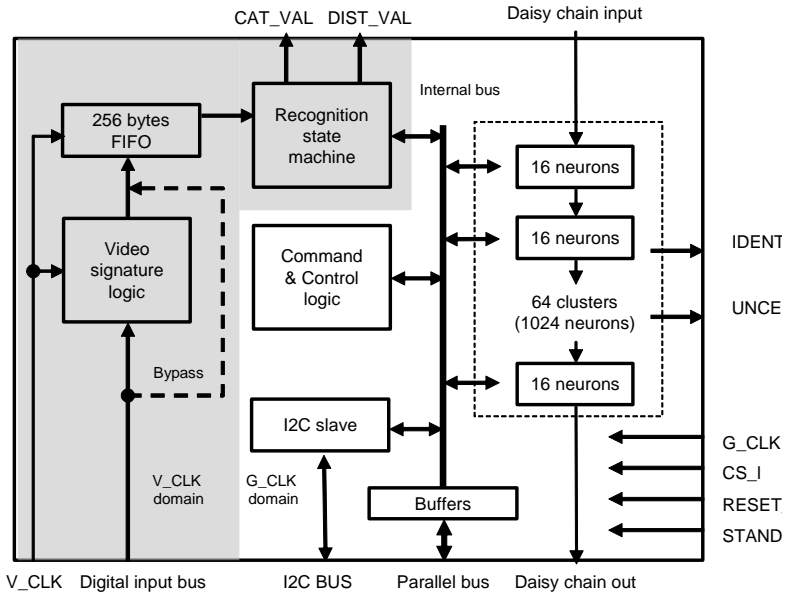 CAT_VAL DIST_VAL Daisy chain input
Internal bus
256 bytes
FIFO
Recognition
state
machine
16 neurons
16 neurons
Video
signature
logic
Command
& Control
logic
64 clusters
(1024 neurons)
IDENT
UNCE
Bypass
16 neurons
I2C slave
G_CLK
CS_I
RESET
STAND
V_CLK
domain
G_CLK
domain
Buffers
V_CLK Digital input bus I2C BUS Parallel bus Daisy chain out